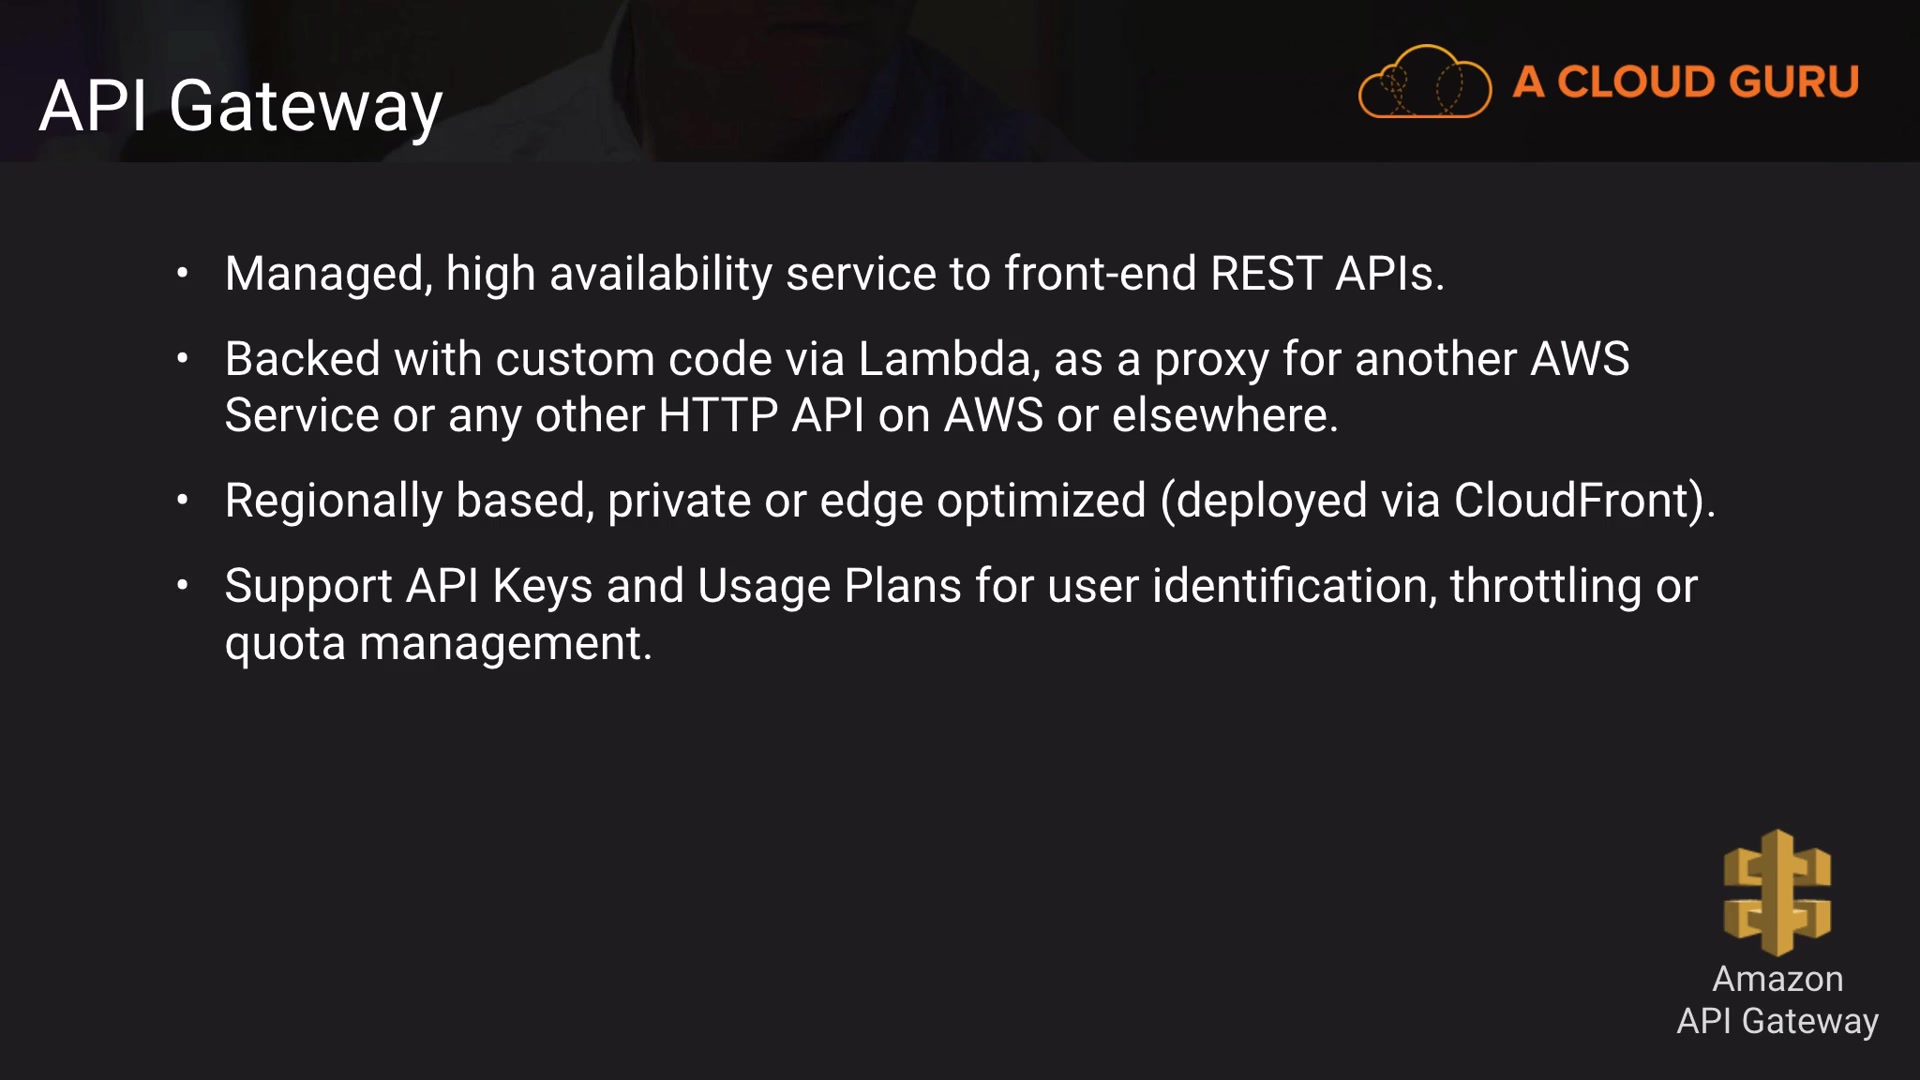 API Gateway
A CLOUD GURU
• Managed, high availability service to front-end REST APIs.
• Backed with custom code via Lambda, as a proxy for another AWS
Service or any other HTTP API on AWS or elsewhere.
• Regionally based, private or edge optimized (deployed via CloudFront).
• Support API Keys and Usage Plans for user identification, throttling or
quota management.
Amazon
API Gateway